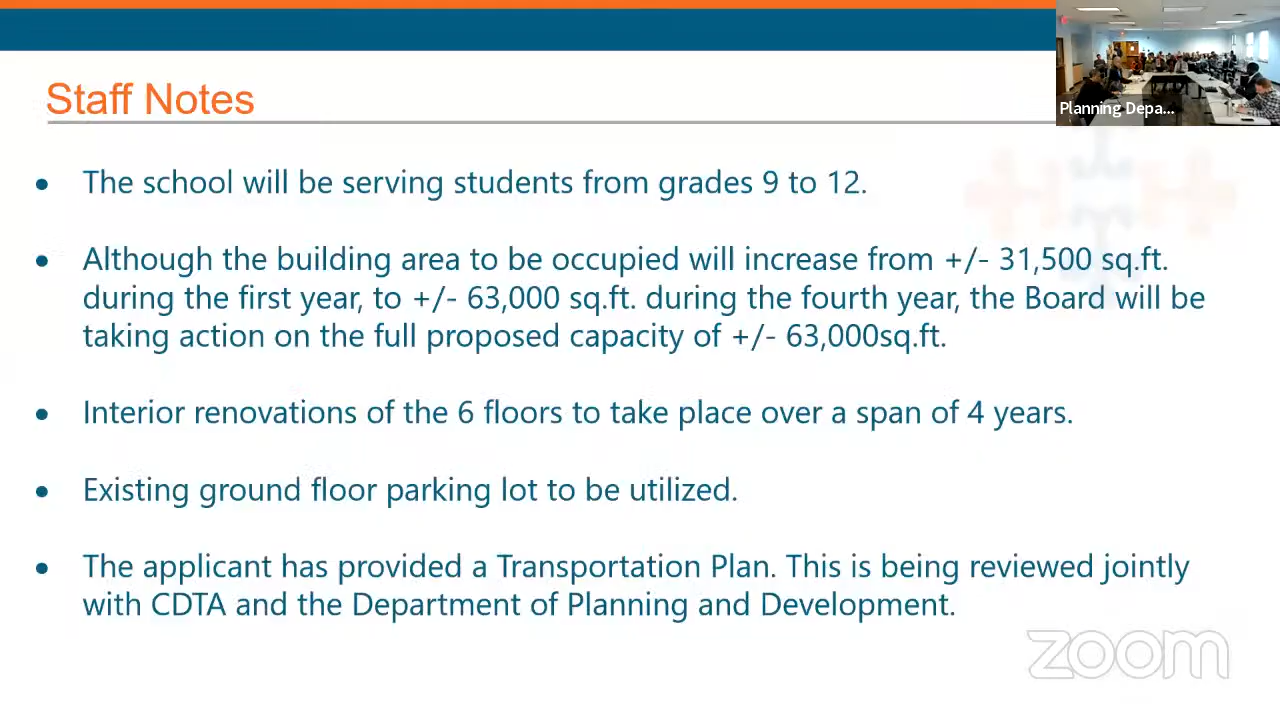 Staff Notes
Planning Depa...
• The school will be serving students from grades 9 to 12.
• Although the building area to be occupied will increase from +/- 31,500 sq.ft.
during the first year, to +/- 63,000 sq.ft. during the fourth year, the Board will be
taking action on the full proposed capacity of +/- 63,000sq.ft.
• Interior renovations of the 6 floors to take place over a span of 4 years.
• Existing ground floor parking lot to be utilized.
• The applicant has provided a Transportation Plan. This is being reviewed jointly
with CDTA and the Department of Planning and Development.
zoom